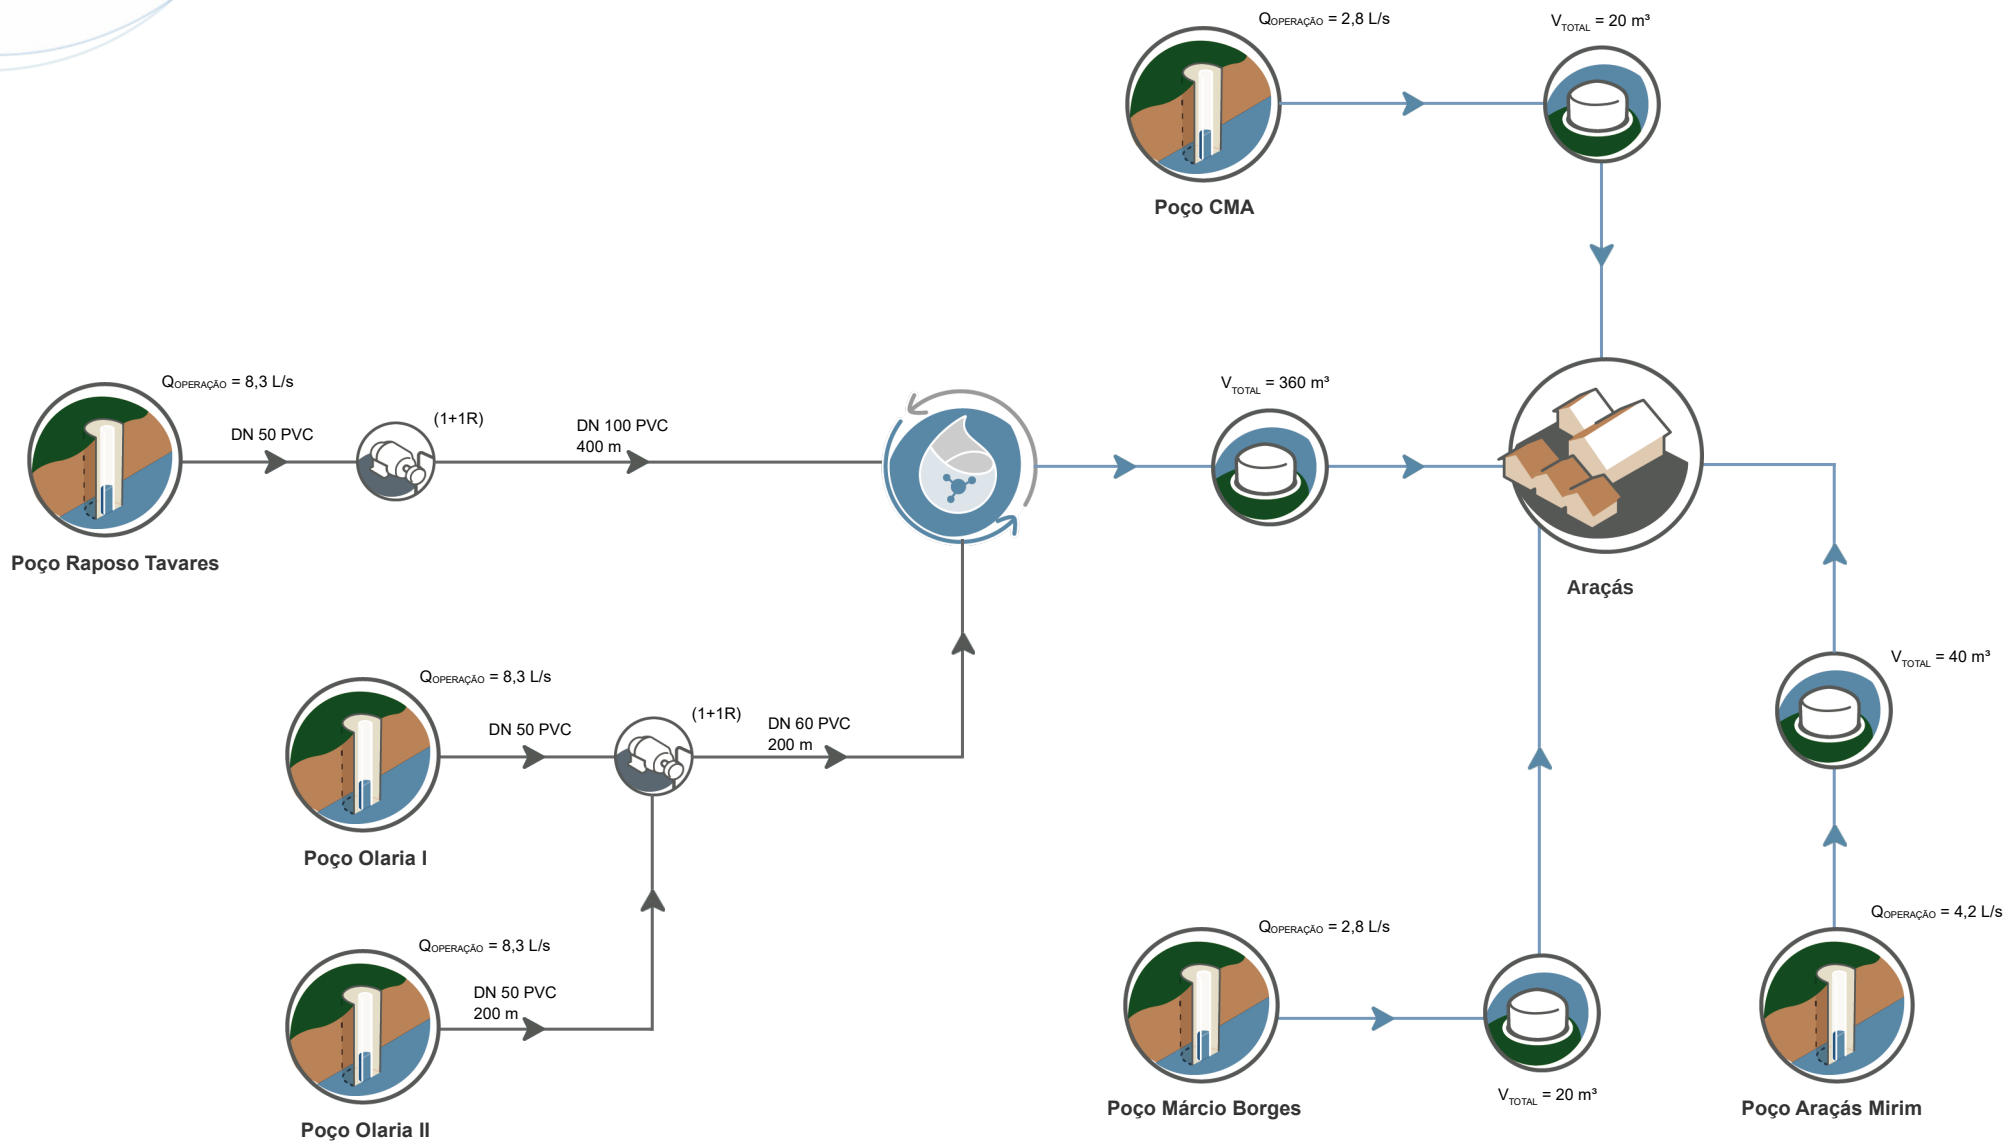 QOPERAÇÃO = 2,8 L/s
VTOTAL = 20 m³
Poço CMA
QOPERAÇÃO = 8,3 L/s
DN 50 PVC
(1+1R)
DN 100 PVC
400 m
VTOTAL = 360 m³
Poço Raposo Tavares
Araçás
QOPERAÇÃO = 8,3 L/s
DN 50 PVC
(1+1R)
DN 60 PVC
200 m
VTOTAL = 40 m³
Poço Olaria I
QOPERAÇÃO = 8,3 L/s
DN 50 PVC
200 m
Poço Olaria II
QOPERAÇÃO = 2,8 L/s
QOPERAÇÃO = 4,2 L/s
VTOTAL = 20 m³
Poço Márcio Borges
Poço Araçás Mirim